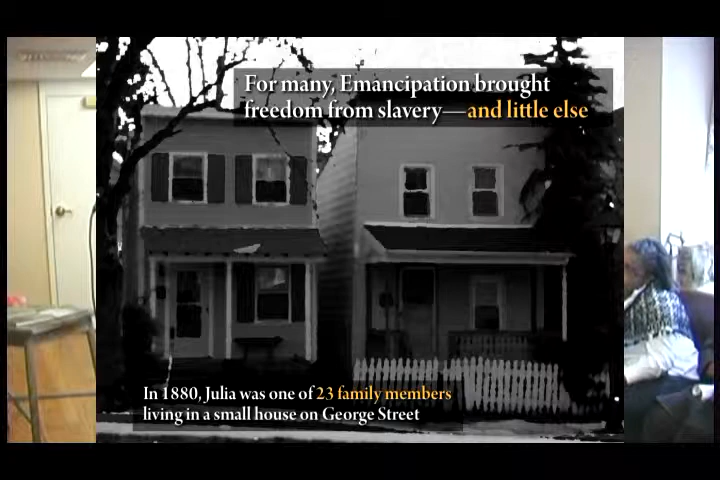 For many, Emancipation brought
freedom from slavery—and little else
In 1880, Julia was one of 23 family members
living in a small house on George Street